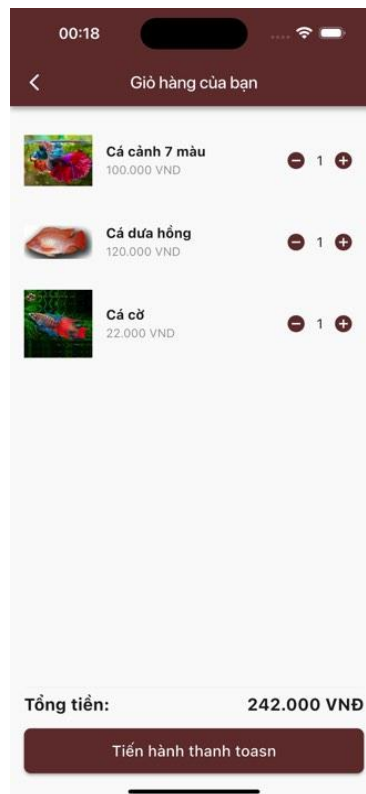 00:18
Giỏ hàng của bạn
Cá cảnh 7 màu
100.000 VND
1
Cá dưa hồng
120.000 VND
1
Cá cờ
22.000 VND
1
Tổng tiền: 242.000 VNĐ
Tiến hành thanh toasn